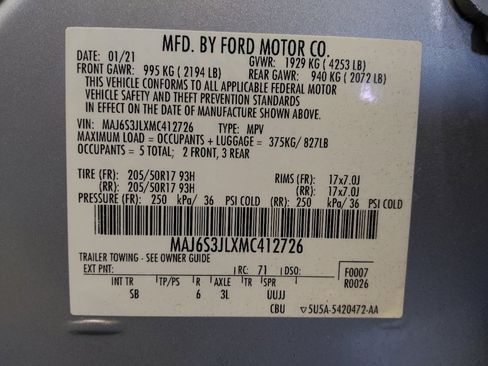 MFD. BY FORD MOTOR CO.
DATE: 01/21 GVWR: 1929 KG ( 4253 LB)
FRONT GAWR: 995 KG ( 2194 LB) REAR GAWR: 940 KG ( 2072 LB)
THIS VEHICLE CONFORMS TO ALL APPLICABLE FEDERAL MOTOR
VEHICLE SAFETY AND THEFT PREVENTION STANDARDS
IN EFFECT ON THE DATE OF MANUFACTURE SHOWN ABOVE.
VIN: MAJ6S3JLXMC412726 TYPE: MPV
MAXIMUM LOAD = OCCUPANTS + LUGGAGE = 375KG/ 827LB
OCCUPANTS = 5 TOTAL; 2 FRONT, 3 REAR
TIRE (FR): 205/50R17 93H RIMS (FR): 17x7.0J
(RR): 205/50R17 93H (RR): 17x7.0J
PRESSURE (FR): 250 kPa/ 36 PSI COLD (RR): 250 kPa/ 36 PSI COLD
MAJ6S3JLXMC412726
TRAILER TOWING - SEE OWNER GUIDE
EXT PNT: RC: 71 DSO: F0007
R0026
INT TR TP/PS R AXLE TR SPR
SB 6 3L UUJJ
CBU ▽5U5A-5420472-AA